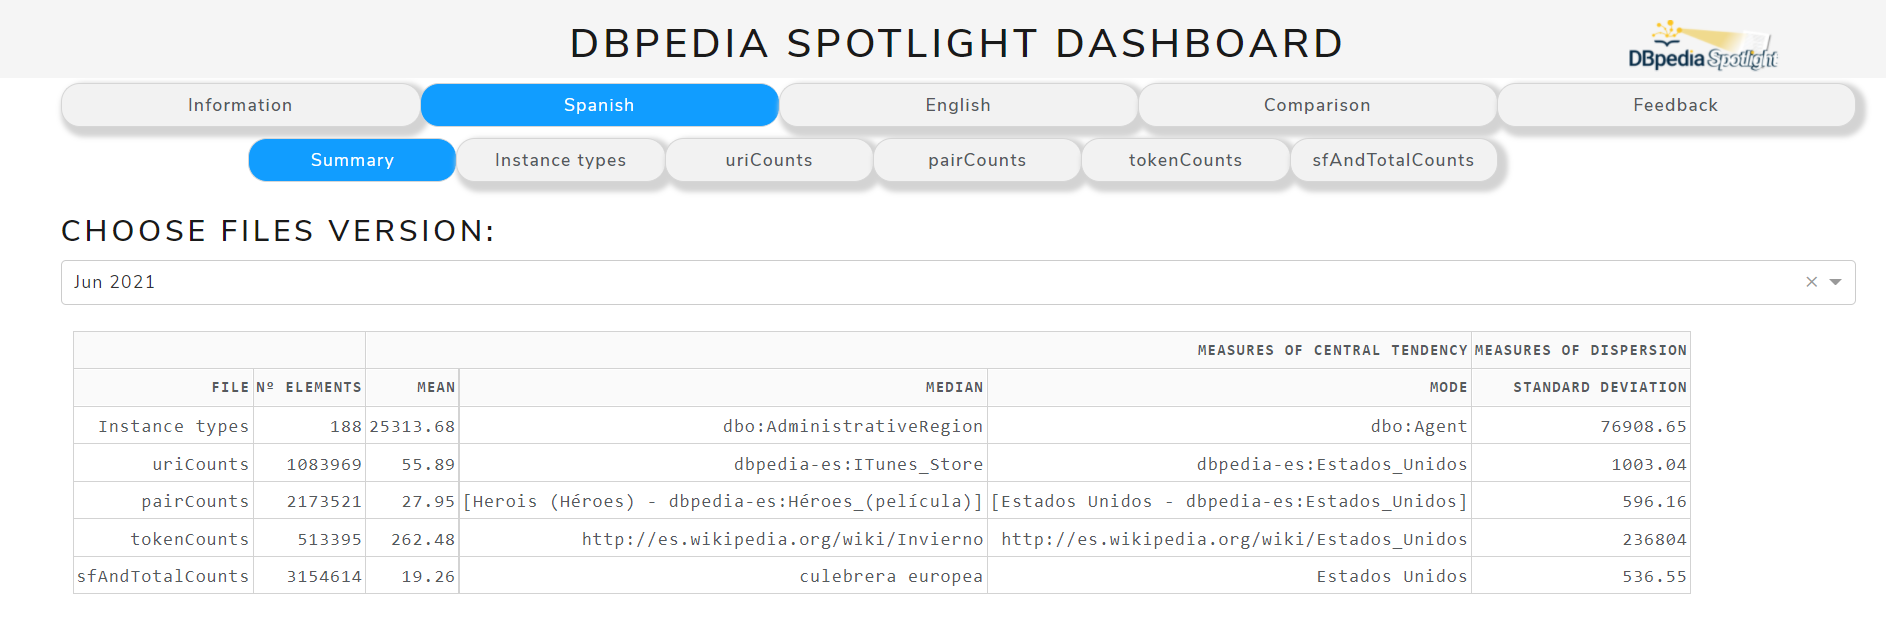 DBPEDIA SPOTLIGHT DASHBOARD
DBpedia Spotlight
Information Spanish English Comparison Feedback
Summary Instance types uriCounts pairCounts tokenCounts sfAndTotalCounts
CHOOSE FILES VERSION:
Jun 2021
MEASURES OF CENTRAL TENDENCY MEASURES OF DISPERSION
FILE Nº ELEMENTS MEAN MEDIAN MODE STANDARD DEVIATION
Instance types 188 25313.68 dbo:AdministrativeRegion dbo:Agent 76908.65
uriCounts 1083969 55.89 dbpedia-es:ITunes_Store dbpedia-es:Estados_Unidos 1003.04
pairCounts 2173521 27.95 [Herois (Héroes) - dbpedia-es:Héroes_(película)] [Estados Unidos - dbpedia-es:Estados_Unidos] 596.16
tokenCounts 513395 262.48 http://es.wikipedia.org/wiki/Invierno http://es.wikipedia.org/wiki/Estados_Unidos 236804
sfAndTotalCounts 3154614 19.26 culebrera europea Estados Unidos 536.55